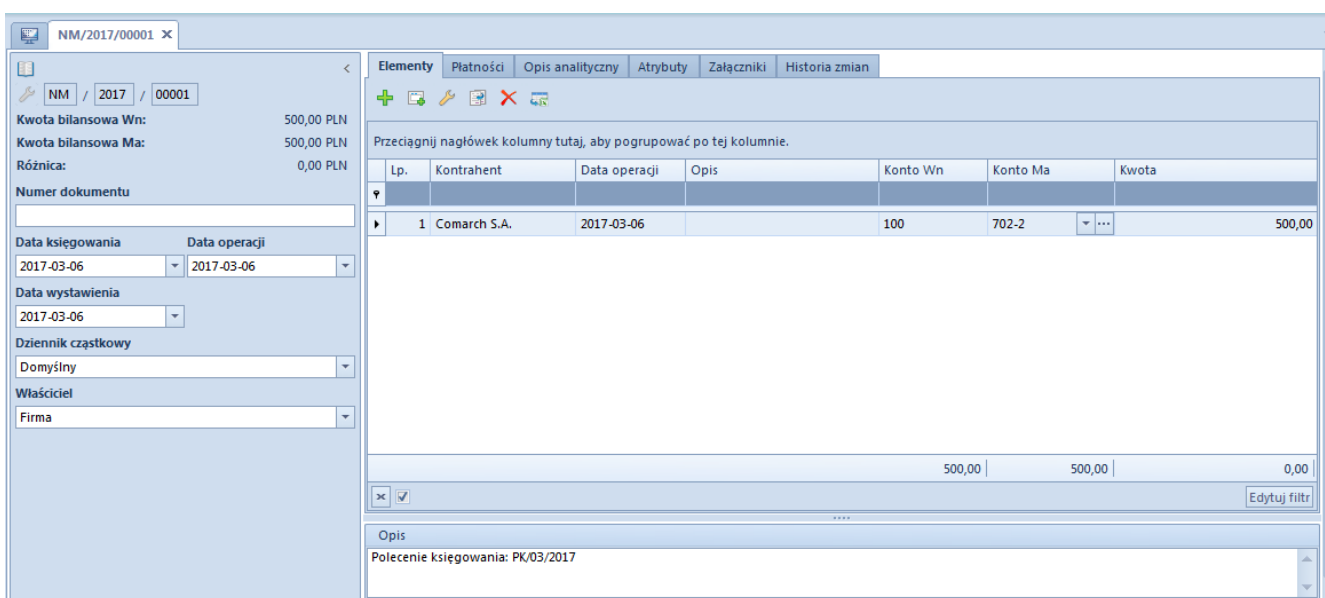 NM/2017/00001
NM / 2017 / 00001
Kwota bilansowa Wn: 500,00 PLN
Kwota bilansowa Ma: 500,00 PLN
Różnica: 0,00 PLN
Numer dokumentu
Data księgowania Data operacji
2017-03-06 2017-03-06
Data wystawienia
2017-03-06
Dziennik cząstkowy
Domyślny
Właściciel
Firma
Elementy Płatności Opis analityczny Atrybuty Załączniki Historia zmian
Przeciągnij nagłówek kolumny tutaj, aby pogrupować po tej kolumnie.
Lp. Kontrahent Data operacji Opis Konto Wn Konto Ma Kwota
1 Comarch S.A. 2017-03-06 100 702-2 ... 500,00
500,00 500,00 0,00
Edytuj filtr
Opis
Polecenie księgowania: PK/03/2017